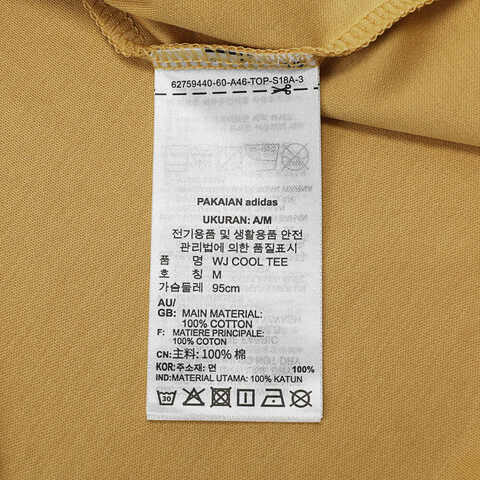 62759440-60-A46-TOP-S18A-3
PAKAIAN adidas
UKURAN: A/M
전기용품 및 생활용품 안전
관리법에 의한 품질표시
품 명 WJ COOL TEE
호 칭 M
가슴둘레 95cm
AU/
GB: MAIN MATERIAL:
100% COTTON
F: MATIERE PRINCIPALE:
100% COTON
CN: 主料: 100% 棉
KOR:주소재: 면 100%
IND:MATERIAL UTAMA: 100% KATUN
30